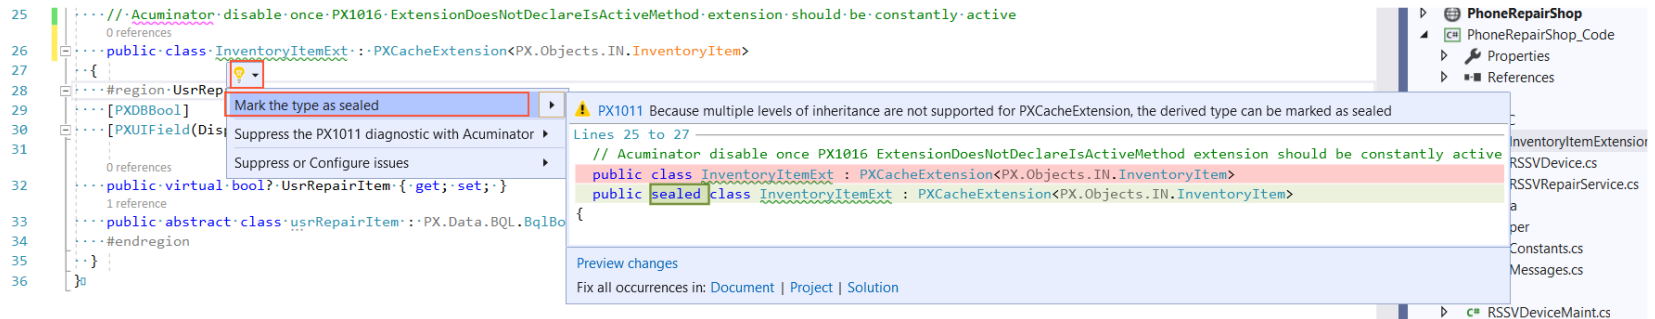 25 ····//·Acuminator·disable·once·PX1016·ExtensionDoesNotDeclareIsActiveMethod·extension·should·be·constantly·active
0 references
26 ····public·class·InventoryItemExt·:·PXCacheExtension<PX.Objects.IN.InventoryItem>
27 ··{
28 ····#region·UsrRep
29 ····[PXDBBool]
30 ····[PXUIField(Dis
31
0 references
32 ····public·virtual·bool?·UsrRepairItem·{·get;·set;·}
1 reference
33 ····public·abstract·class·usrRepairItem·:·PX.Data.BQL.BqlBo
34 ····#endregion
35 ··}
36 }
Mark the type as sealed
Suppress the PX1011 diagnostic with Acuminator
Suppress or Configure issues
PX1011 Because multiple levels of inheritance are not supported for PXCacheExtension, the derived type can be marked as sealed
Lines 25 to 27
// Acuminator disable once PX1016 ExtensionDoesNotDeclareIsActiveMethod extension should be constantly active
public class InventoryItemExt : PXCacheExtension<PX.Objects.IN.InventoryItem>
public sealed class InventoryItemExt : PXCacheExtension<PX.Objects.IN.InventoryItem>
{
Preview changes
Fix all occurrences in: Document | Project | Solution
PhoneRepairShop
C# PhoneRepairShop_Code
Properties
References
InventoryItemExtension
RSSVDevice.cs
RSSVRepairService.cs
a
per
Constants.cs
Messages.cs
C# RSSVDeviceMaint.cs